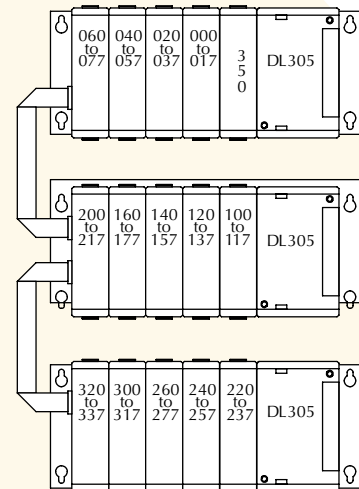 060 040 020 000
to to to to
077 057 037 017
3
5
0
DL305
200 160 140 120 100
to to to to to
217 177 157 137 117
DL305
320 300 260 240 220
to to to to to
337 317 277 257 237
DL305